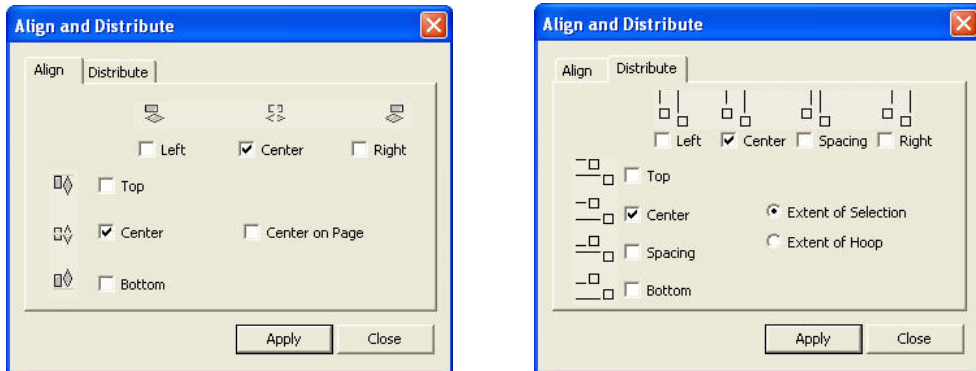 Align and Distribute
Align Distribute
Left Center Right
Top
Center Center on Page
Bottom
Apply Close
Align and Distribute
Align Distribute
Left Center Spacing Right
Top
Center Extent of Selection
Extent of Hoop
Spacing
Bottom
Apply Close